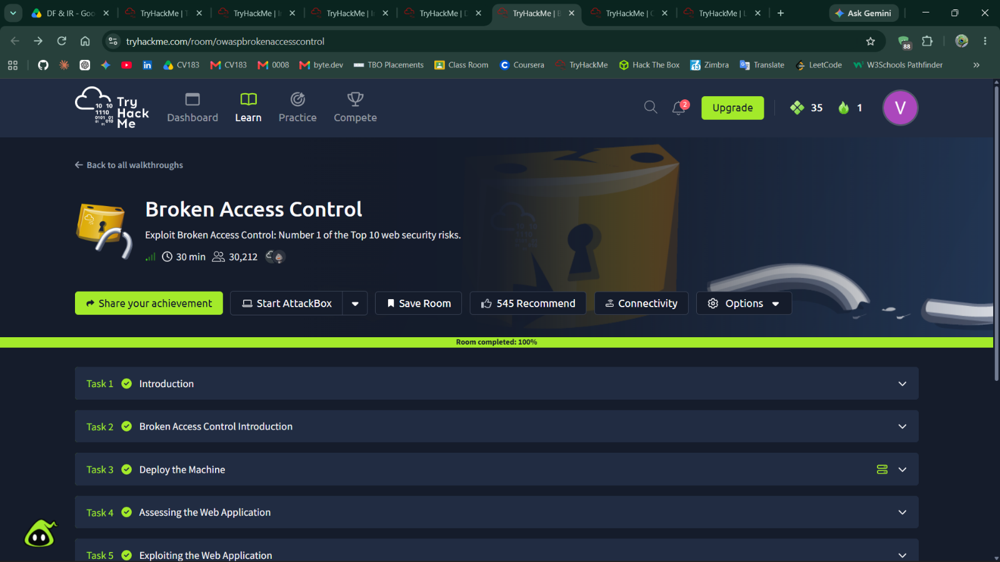 DF & IR - Goo
TryHackMe | T
TryHackMe | I
TryHackMe | I
TryHackMe | D
TryHackMe | B
TryHackMe | C
TryHackMe | L
Ask Gemini
tryhackme.com/room/owaspbrokenaccesscontrol
88
CV183
CV183
0008
byte.dev
TBO Placements
Class Room
Coursera
TryHackMe
Hack The Box
13
Zimbra
Translate
LeetCode
W3Schools Pathfinder
Try
Hack
Me
Dashboard
Learn
Practice
Compete
2
Upgrade
35
1
V
Back to all walkthroughs
Broken Access Control
Exploit Broken Access Control: Number 1 of the Top 10 web security risks.
30 min
30,212
Share your achievement
Start AttackBox
Save Room
545 Recommend
Connectivity
Options
Room completed: 100%
Task 1
Introduction
Task 2
Broken Access Control Introduction
Task 3
Deploy the Machine
Task 4
Assessing the Web Application
Task 5
Exploiting the Web Application